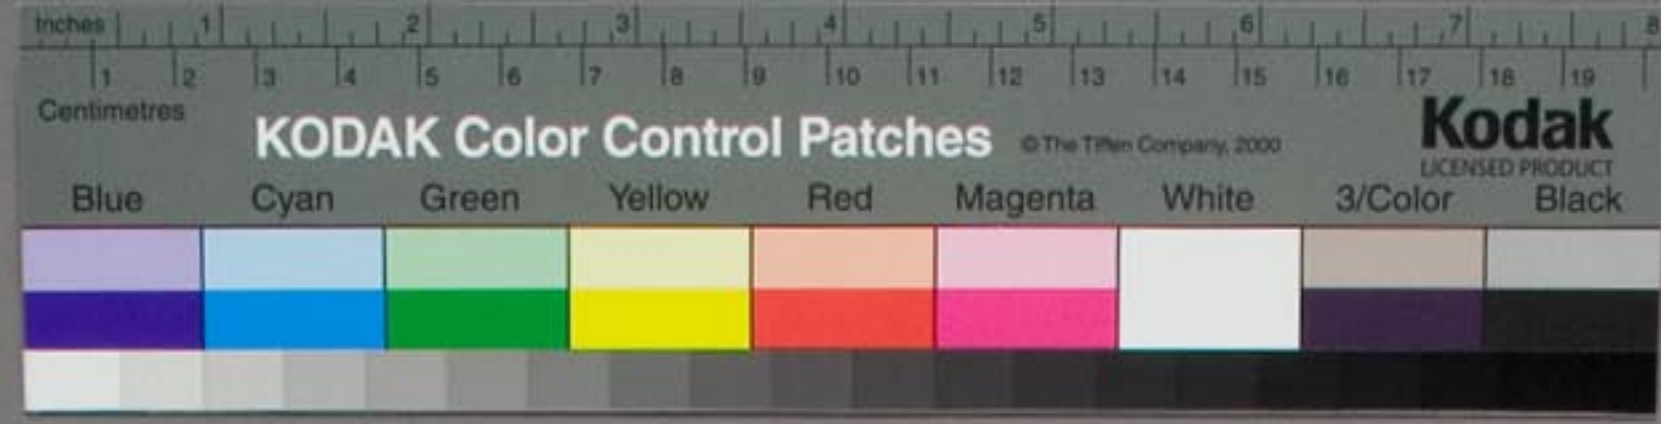 Inches 1 2 3 4 5 6 7 8
1 2 3 4 5 6 7 8 9 10 11 12 13 14 15 16 17 18 19
Centimetres
KODAK Color Control Patches © The Tiffen Company, 2000 Kodak
LICENSED PRODUCT
Blue Cyan Green Yellow Red Magenta White 3/Color Black